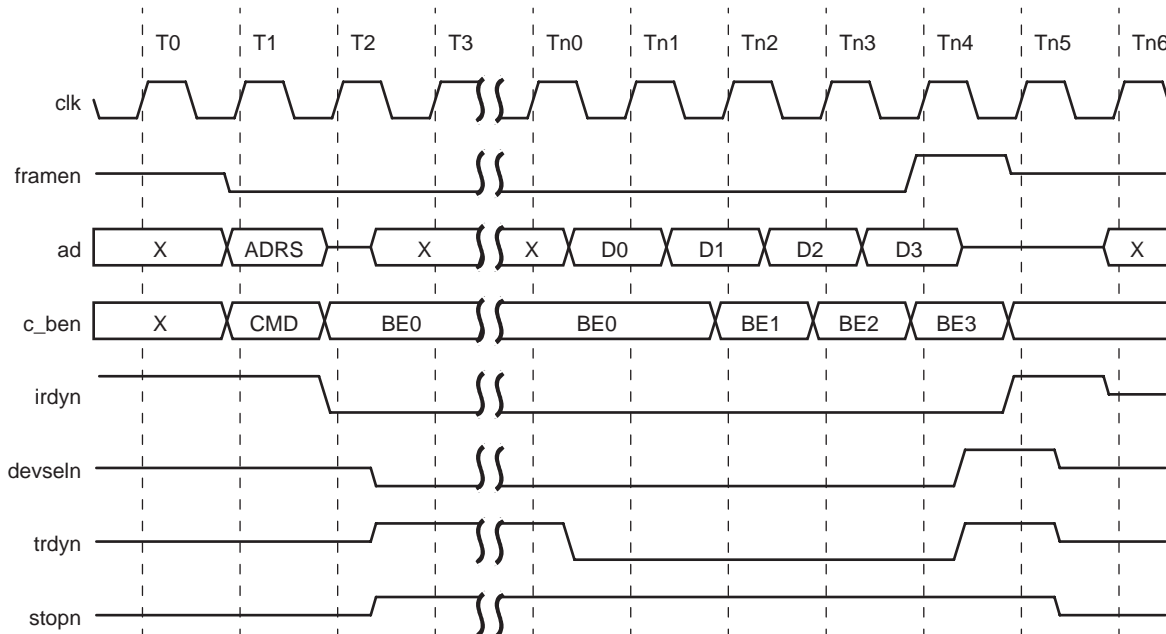 T0 T1 T2 T3 Tn0 Tn1 Tn2 Tn3 Tn4 Tn5 Tn6
clk
framen
ad X ADRS X X D0 D1 D2 D3 X
c_ben X CMD BE0 BE0 BE1 BE2 BE3
irdyn
devseln
trdyn
stopn